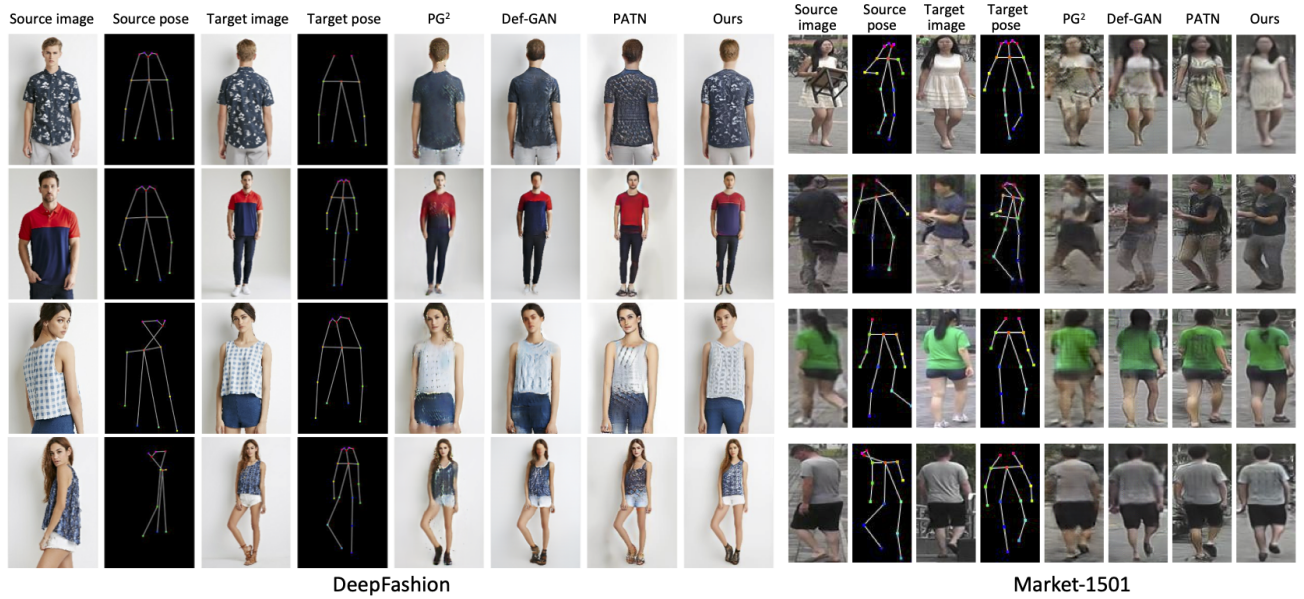 Source image Source pose Target image Target pose PG² Def-GAN PATN Ours
Source image Source pose Target image Target pose PG² Def-GAN PATN Ours
DeepFashion
Market-1501